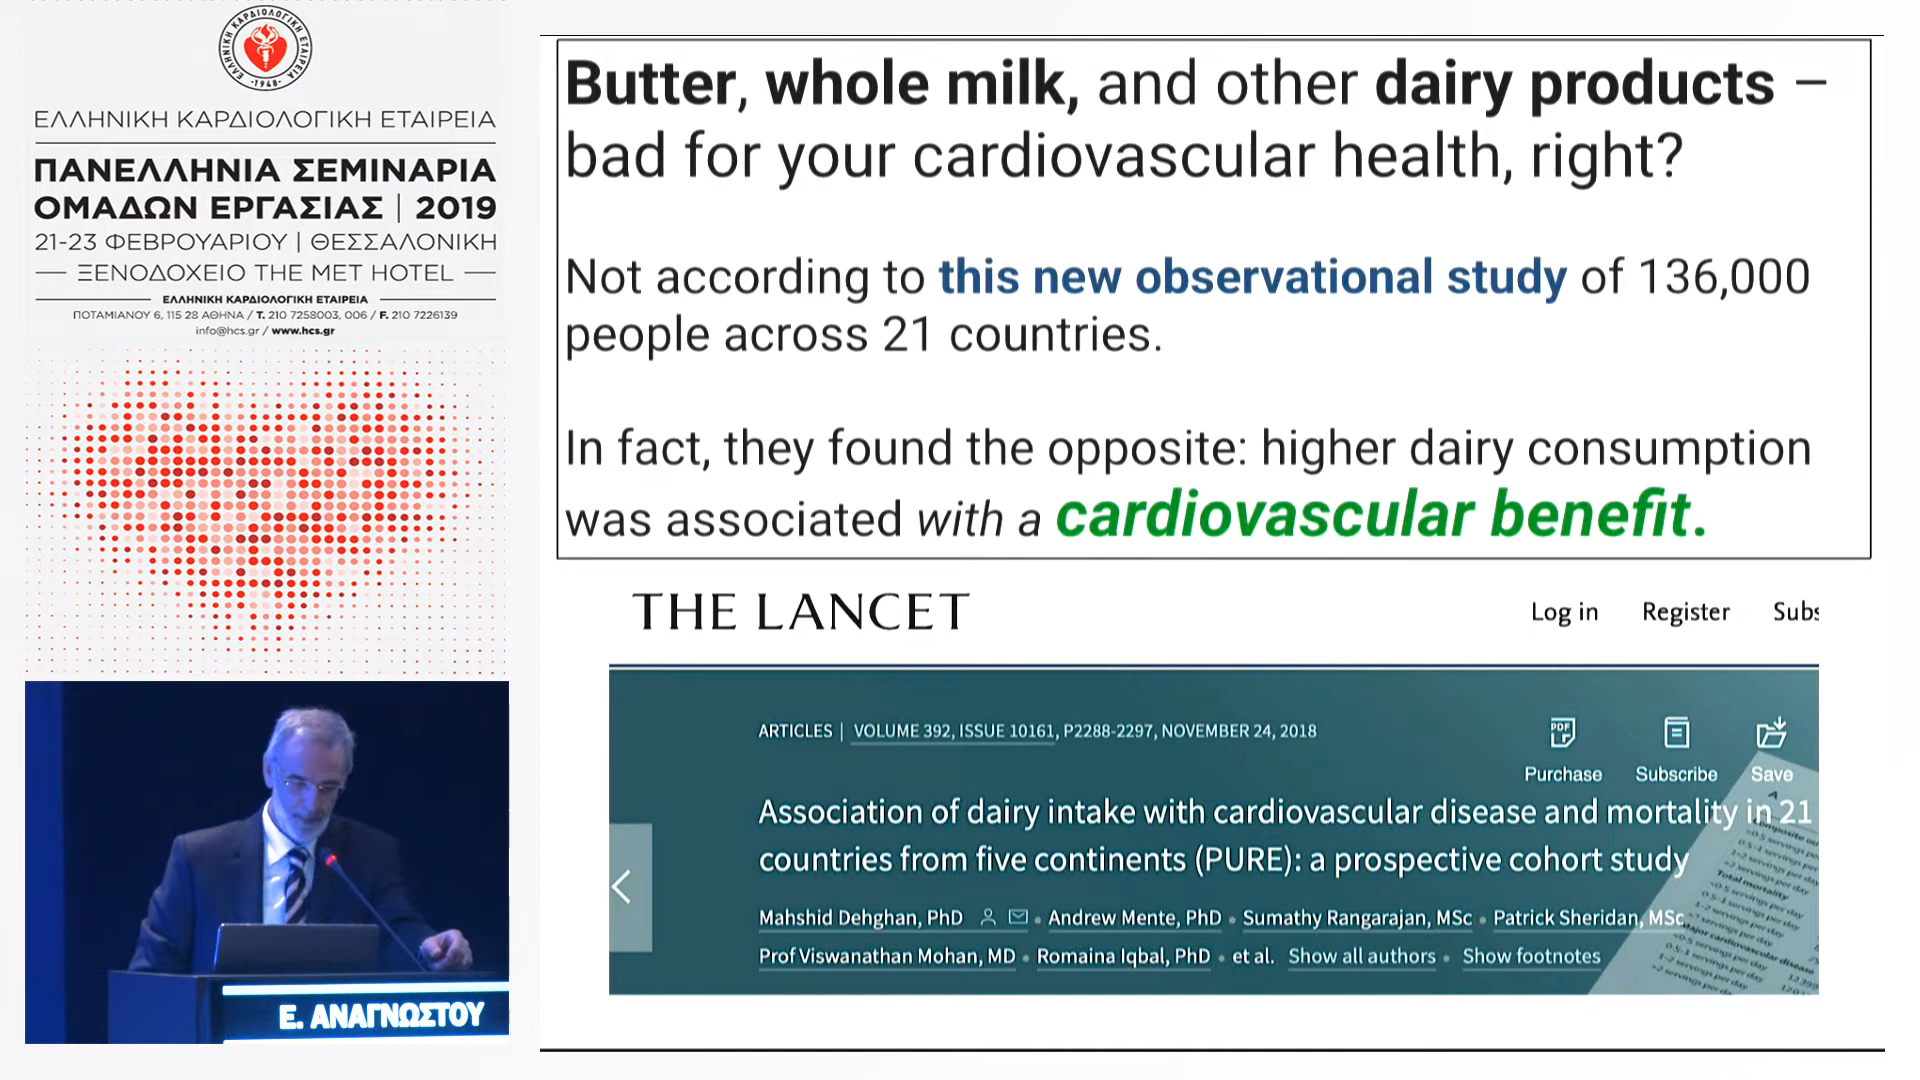 ΕΛΛΗΝΙΚΗ ΚΑΡΔΙΟΛΟΓΙΚΗ ΕΤΑΙΡΕΙΑ
-1948-
ΕΛΛΗΝΙΚΗ ΚΑΡΔΙΟΛΟΓΙΚΗ ΕΤΑΙΡΕΙΑ
ΠΑΝΕΛΛΗΝΙΑ ΣΕΜΙΝΑΡΙΑ
ΟΜΑΔΩΝ ΕΡΓΑΣΙΑΣ | 2019
21-23 ΦΕΒΡΟΥΑΡΙΟΥ | ΘΕΣΣΑΛΟΝΙΚΗ
ΞΕΝΟΔΟΧΕΙΟ THE MET HOTEL
ΕΛΛΗΝΙΚΗ ΚΑΡΔΙΟΛΟΓΙΚΗ ΕΤΑΙΡΕΙΑ
ΠΟΤΑΜΙΑΝΟΥ 6, 115 28 ΑΘΗΝΑ / T. 210 7258003, 006 / F. 210 7226139
info@hcs.gr / www.hcs.gr
Ε. ΑΝΑΓΝΩΣΤΟΥ
Butter, whole milk, and other dairy products –
bad for your cardiovascular health, right?
Not according to this new observational study of 136,000
people across 21 countries.
In fact, they found the opposite: higher dairy consumption
was associated with a cardiovascular benefit.
THE LANCET
Log in Register Subs
ARTICLES | VOLUME 392, ISSUE 10161, P2288-2297, NOVEMBER 24, 2018
PDF
Purchase Subscribe Save
Association of dairy intake with cardiovascular disease and mortality in 21
countries from five continents (PURE): a prospective cohort study
Mahshid Dehghan, PhD • Andrew Mente, PhD • Sumathy Rangarajan, MSc • Patrick Sheridan, MSc
Prof Viswanathan Mohan, MD • Romaina Iqbal, PhD • et al. Show all authors • Show footnotes